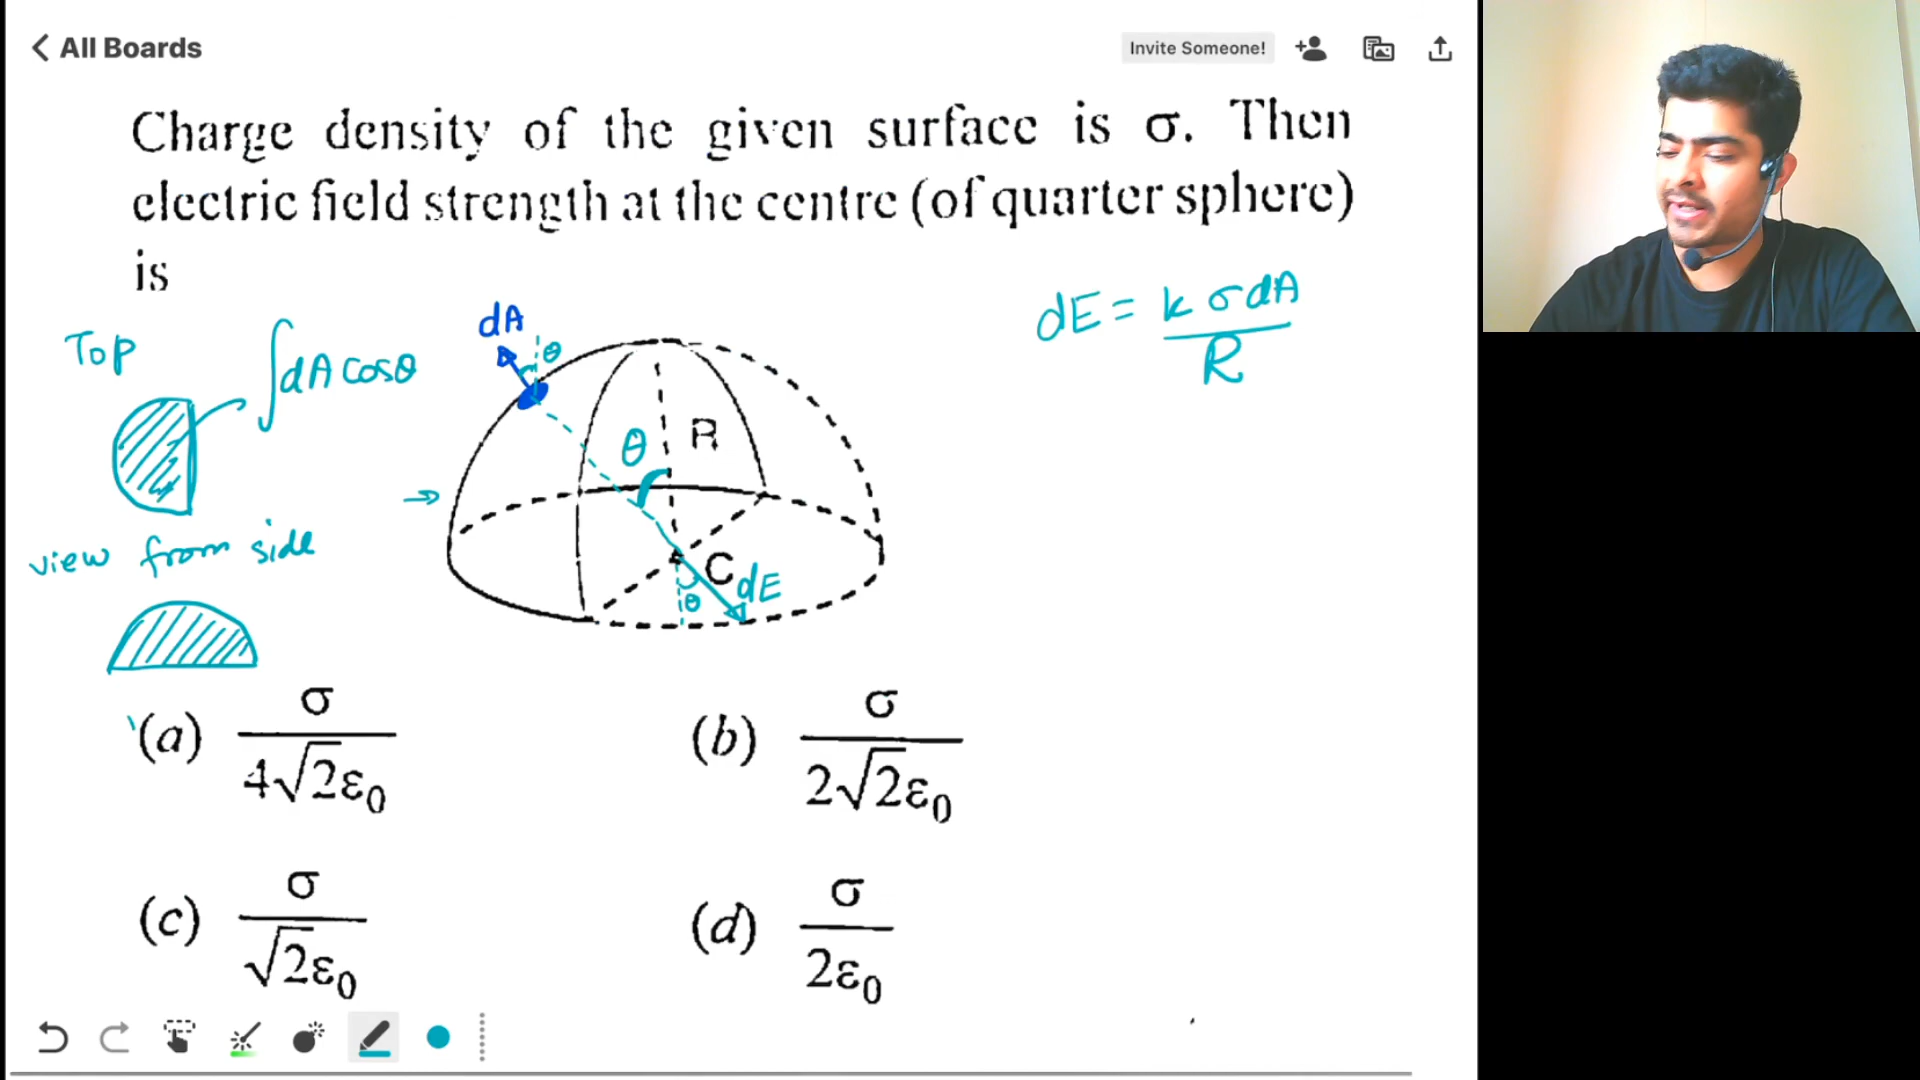 All Boards
Invite Someone!
Charge density of the given surface is σ. Then
electric field strength at the centre (of quarter sphere)
is
Top
∫dA cosθ
view from side
dA
θ
θ
R
C
dE
θ
dE = kσdA/R
(a) σ/4√2ε₀
(b) σ/2√2ε₀
(c) σ/√2ε₀
(d) σ/2ε₀